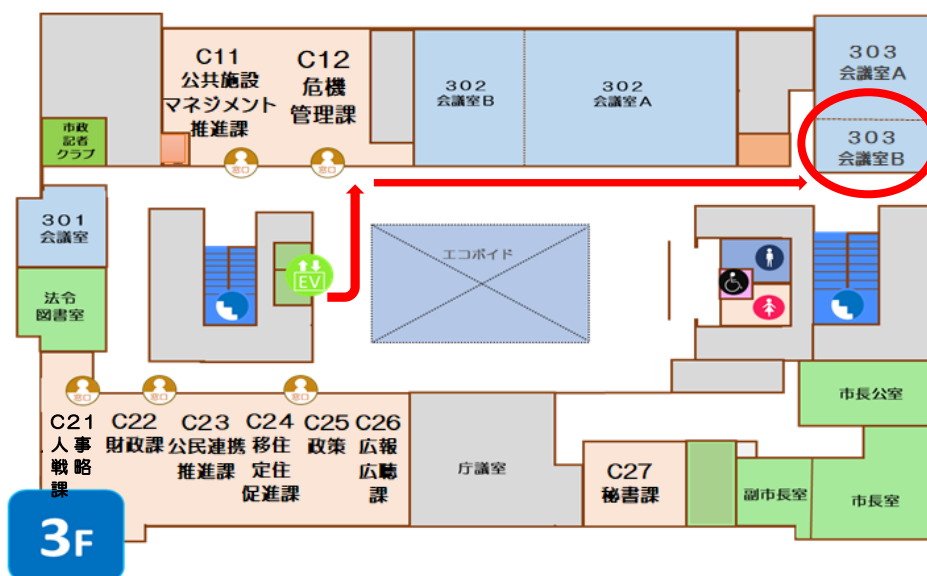 C11
公共施設
マネジメント
推進課
窓口
C12
危機
管理課
窓口
302
会議室B
302
会議室A
303
会議室A
303
会議室B
市政
記者
クラブ
301
会議室
法令
図書室
EV
エコボイド
窓口
窓口
窓口
C21
人事
戦略
課
C22
財政課
C23
公民連携
推進課
C24
移住
定住
促進課
C25
政策
C26
広報
広聴
課
庁議室
C27
秘書課
市長公室
副市長室
市長室
3F